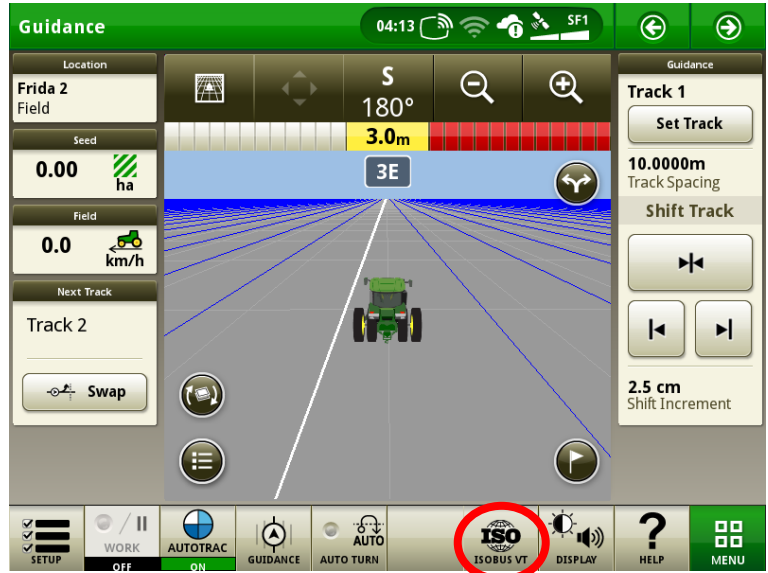 Guidance
04:13
SF1
Location
Frida 2
Field
Seed
0.00
ha
Field
0.0
km/h
Next Track
Track 2
Swap
S
180°
3.0m
3E
Guidance
Track 1
Set Track
10.0000m
Track Spacing
Shift Track
2.5 cm
Shift Increment
SETUP
WORK
OFF
AUTOTRAC
ON
GUIDANCE
AUTO
AUTO TURN
ISO
ISOBUS VT
DISPLAY
?
HELP
MENU